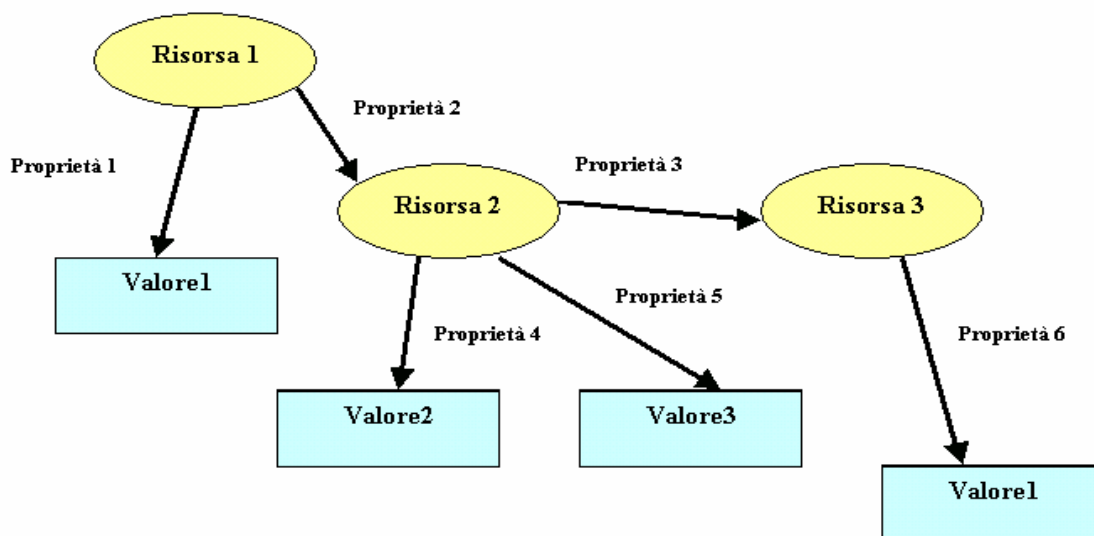 Risorsa 1
Proprietà 2
Proprietà 1
Proprietà 3
Risorsa 2
Risorsa 3
Valore1
Proprietà 5
Proprietà 4
Proprietà 6
Valore2
Valore3
Valore1